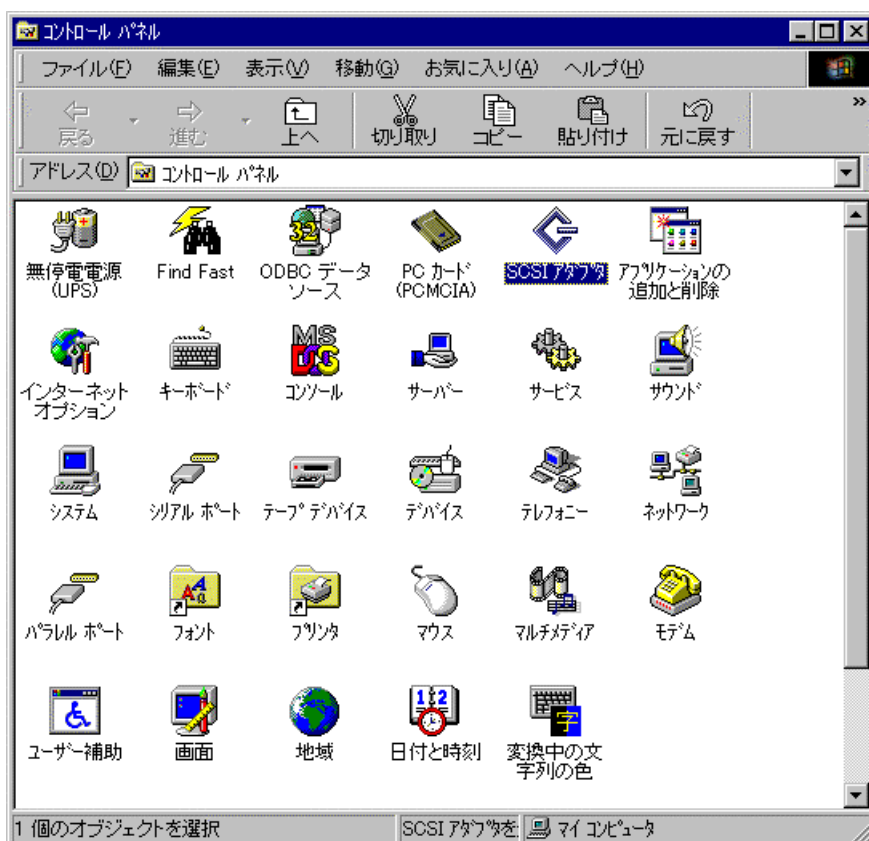 コントロール パネル
ファイル(F) 編集(E) 表示(V) 移動(G) お気に入り(A) ヘルプ(H)
戻る 進む 上へ 切り取り コピー 貼り付け 元に戻す »
アドレス(D) コントロール パネル
無停電電源 (UPS)
Find Fast
ODBC データ ソース
PC カード (PCMCIA)
SCSI アダプタ
アプリケーションの 追加と削除
インターネット オプション
キーボード
コンソール
サーバー
サービス
サウンド
システム
シリアル ポート
テープ デバイス
デバイス
テレフォニー
ネットワーク
パラレル ポート
フォント
プリンタ
マウス
マルチメディア
モデム
ユーザー補助
画面
地域
日付と時刻
変換中の文 字列の色
1 個のオブジェクトを選択 SCSI アダプタを マイ コンピュータ